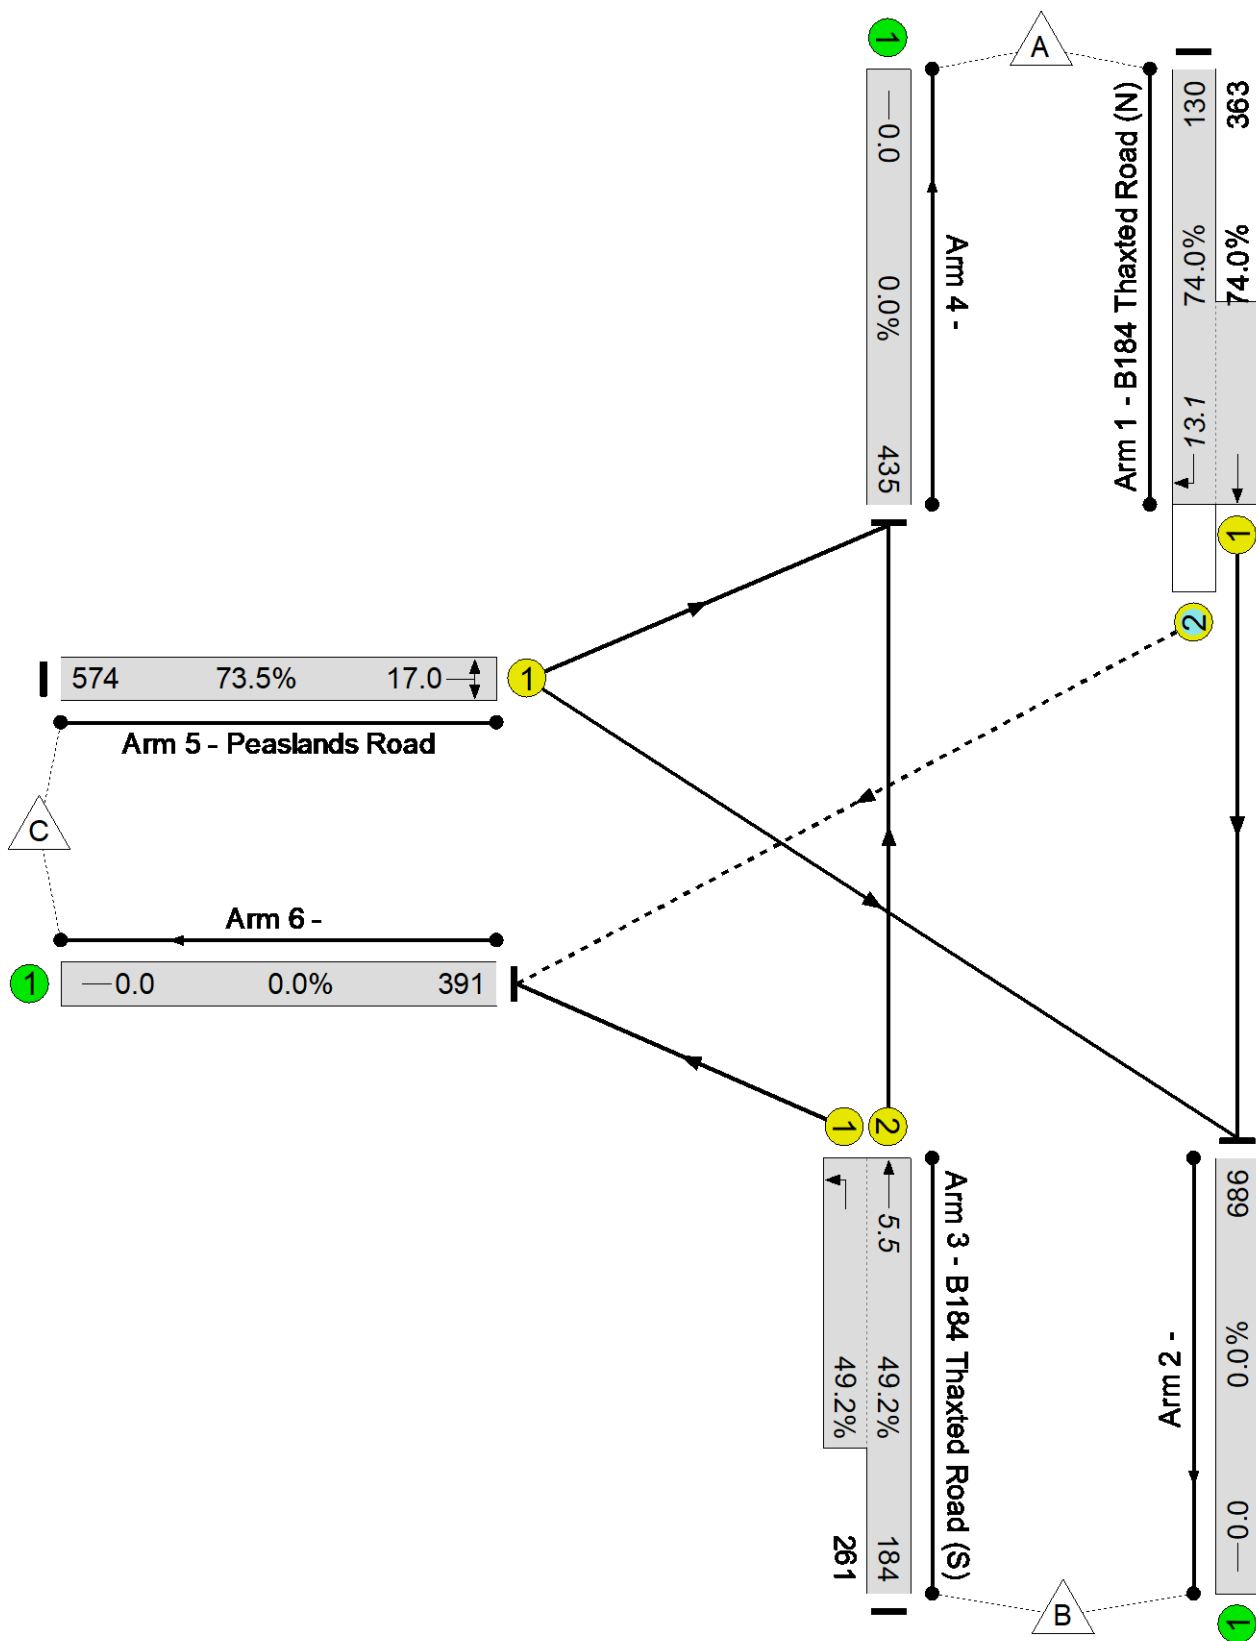 A
1
—0.0 0.0% 435
Arm 4 -
Arm 1 - B184 Thaxted Road (N)
130 74.0% 13.1
363 74.0%
1
2
574 73.5% 17.0
1
Arm 5 - Peaslands Road
C
Arm 6 -
1
—0.0 0.0% 391
1
2
5.5 49.2% 184
49.2% 261
Arm 3 - B184 Thaxted Road (S)
Arm 2 -
686 0.0% 0.0
B
1